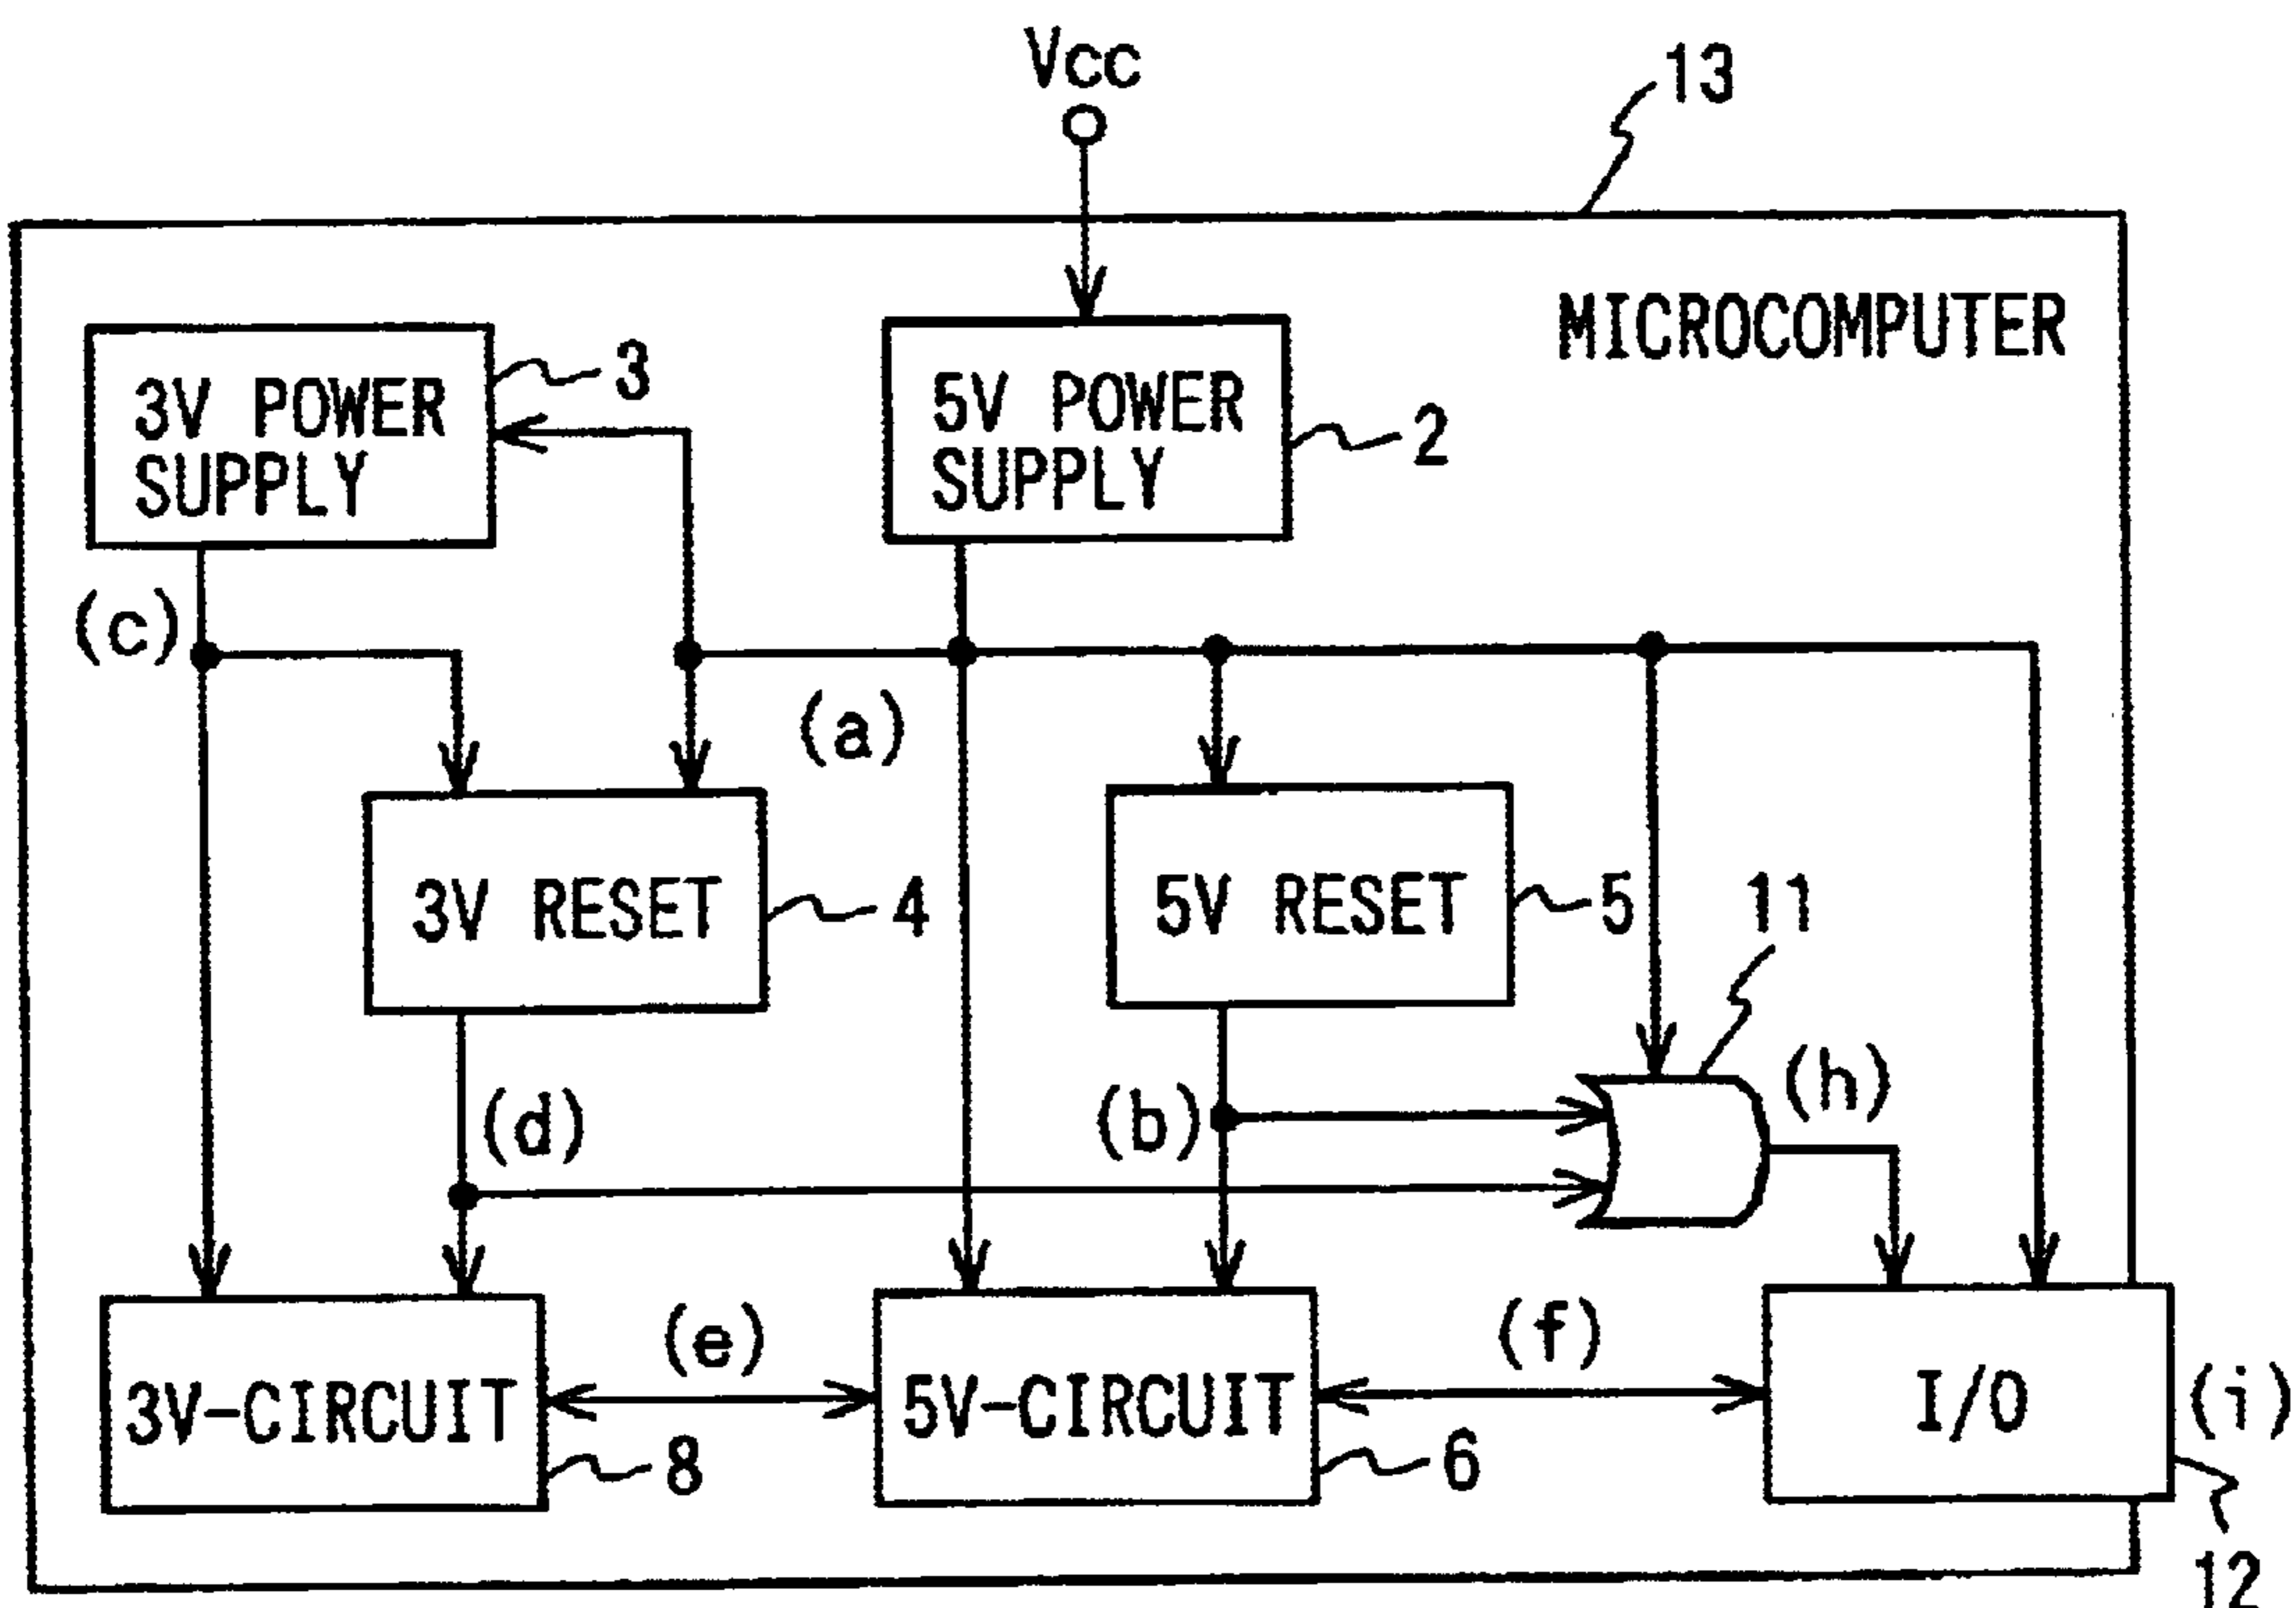 Vcc
13
MICROCOMPUTER
3V POWER
SUPPLY
3
5V POWER
SUPPLY
2
(c)
(a)
3V RESET
4
5V RESET
5
11
(d)
(b)
(h)
3V-CIRCUIT
8
(e)
5V-CIRCUIT
6
(f)
I/O
(i)
12